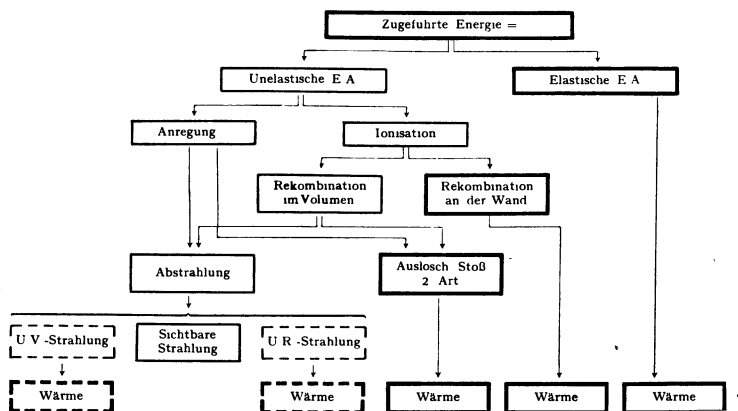 Zugefuhrte Energie =
Unelastische E A
Elastische E A
Anregung
Ionisation
Rekombination
im Volumen
Rekombination
an der Wand
Abstrahlung
Auslosch Stoß
2 Art
U V -Strahlung
Sichtbare
Strahlung
U R -Strahlung
Wärme
Wärme
Wärme
Wärme
Wärme